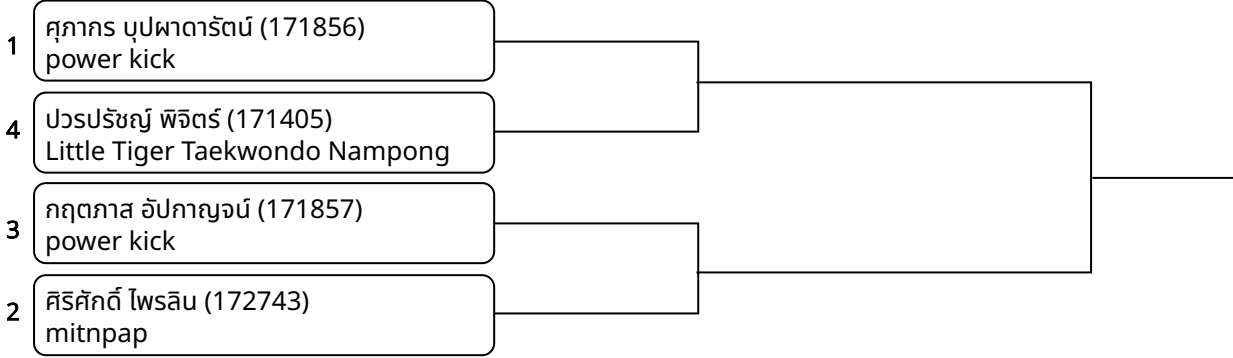 1
ศุภากร บุปผาดารัตน์ (171856)
power kick
4
ปวรปรัชญ์ พิจิตร์ (171405)
Little Tiger Taekwondo Nampong
3
กฤตภาส อัปกาญจน์ (171857)
power kick
2
ศิริศักดิ์ ไพรสิน (172743)
mitnpap